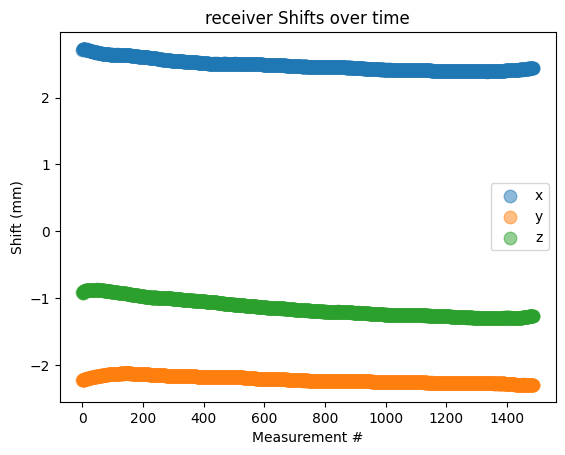 receiver Shifts over time
Shift (mm)
2
1
0
−1
−2
x
y
z
0 200 400 600 800 1000 1200 1400
Measurement #